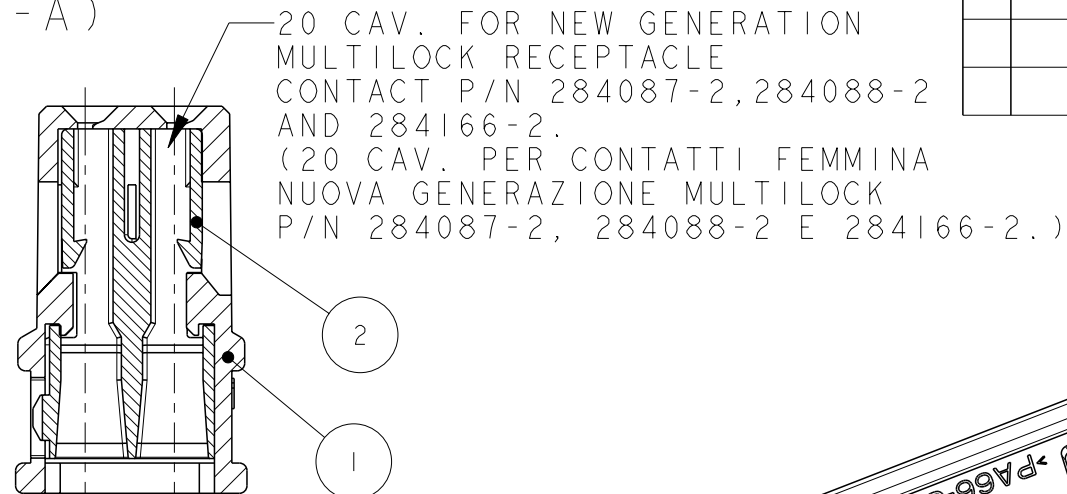 -A)
20 CAV. FOR NEW GENERATION
MULTILOCK RECEPTACLE
CONTACT P/N 284087-2,284088-2
AND 284166-2.
(20 CAV. PER CONTATTI FEMMINA
NUOVA GENERAZIONE MULTILOCK
P/N 284087-2, 284088-2 E 284166-2.)
2
1